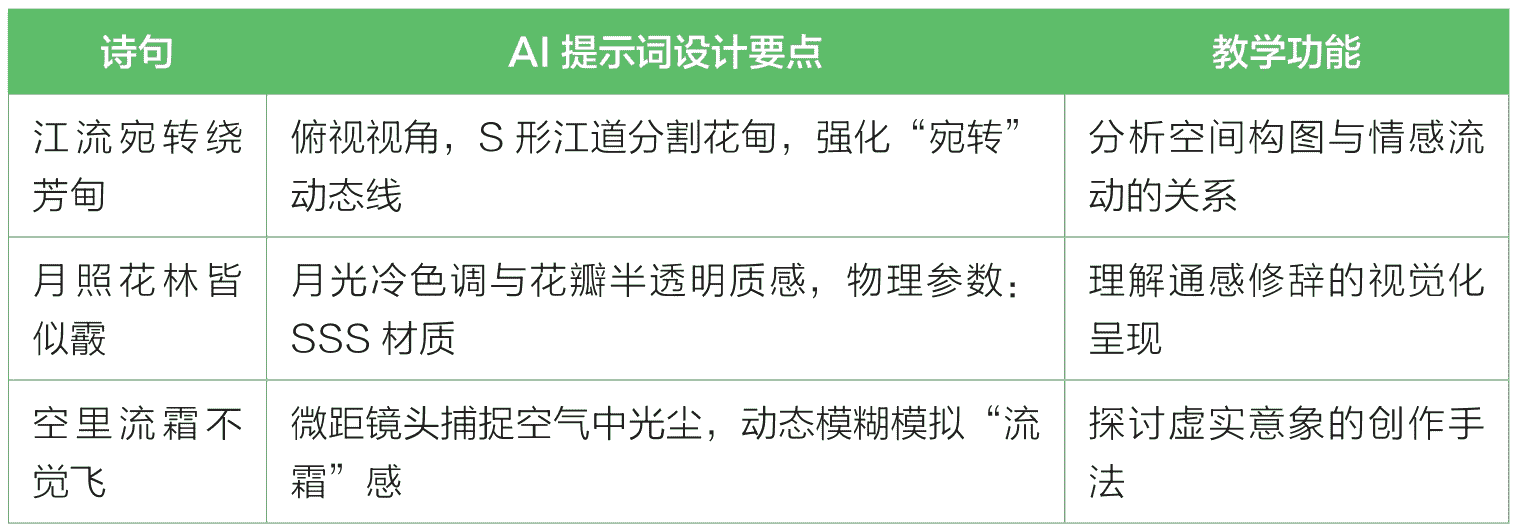 诗句 AI 提示词设计要点 教学功能
江流宛转绕 俯视视角，S 形江道分割花甸，强化“宛转” 分析空间构图与情感流
芳甸 动态线 动的关系
月照花林皆 月光冷色调与花瓣半透明质感，物理参数： 理解通感修辞的视觉化
似霰 SSS 材质 呈现
空里流霜不 微距镜头捕捉空气中光尘，动态模糊模拟“流 探讨虚实意象的创作手
觉飞 霜”感 法